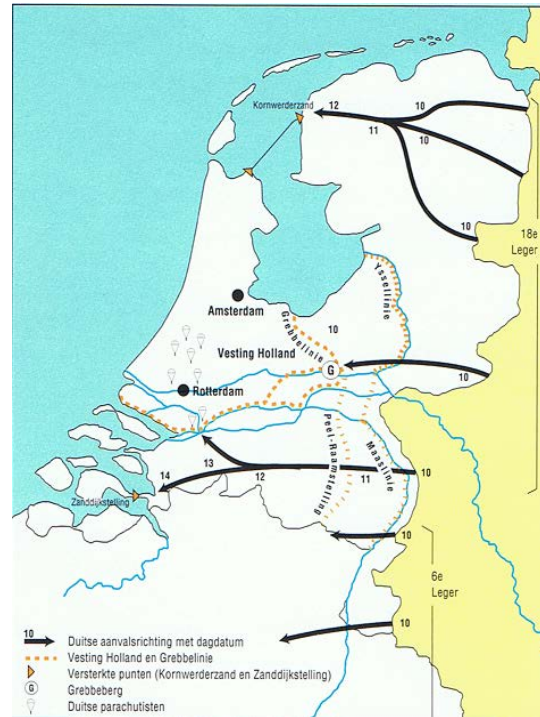 Kornwerderzand
12
10
11
10
10
18e
Leger
Ysselinie
Amsterdam
Grebbelinie
10
Vesting Holland
G
10
Rotterdam
Peel-Raamstelling
Maaslinie
14
13
12
11
10
Zanddijkstelling
10
6e
Leger
10
10 Duitse aanvalsrichting met dagdatum
Vesting Holland en Grebbelinie
Versterkte punten (Kornwerderzand en Zanddijkstelling)
G Grebbeberg
Duitse parachutisten